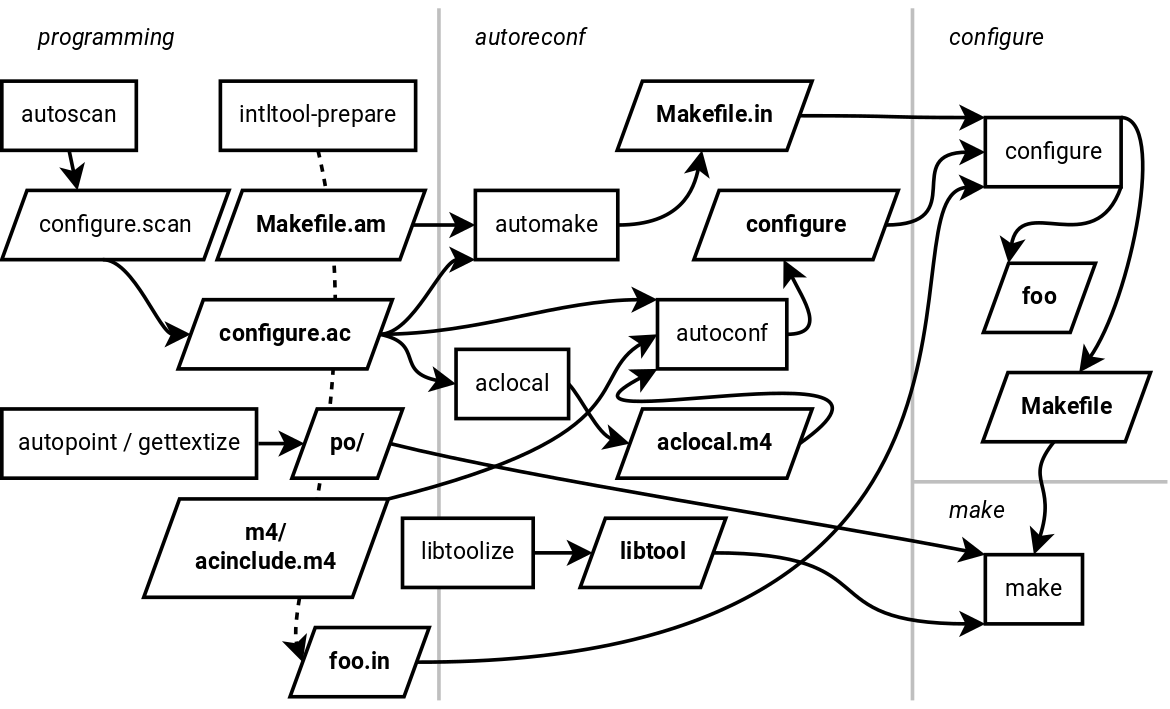 programming
autoreconf
configure
autoscan
intltool-prepare
Makefile.in
configure
configure.scan
Makefile.am
automake
configure
foo
configure.ac
autoconf
aclocal
Makefile
autopoint / gettextize
po/
aclocal.m4
make
m4/
acinclude.m4
libtoolize
libtool
make
foo.in